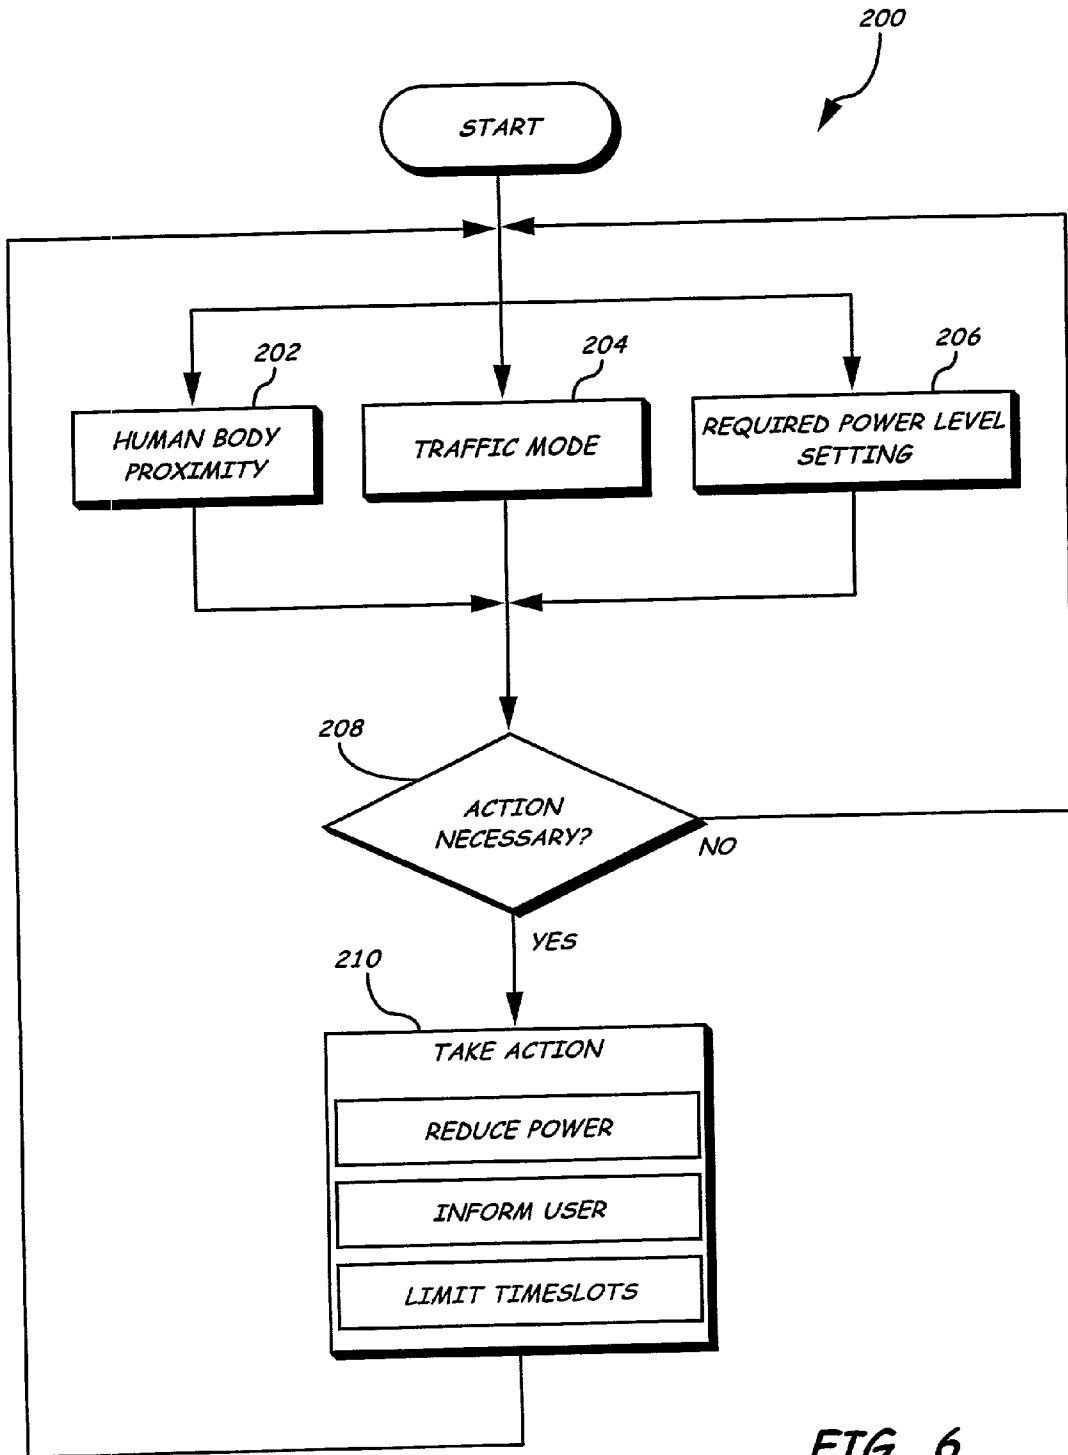 200
START
202
204
206
HUMAN BODY
PROXIMITY
TRAFFIC MODE
REQUIRED POWER LEVEL
SETTING
208
ACTION
NECESSARY?
NO
YES
210
TAKE ACTION
REDUCE POWER
INFORM USER
LIMIT TIMESLOTS
FIG. 6